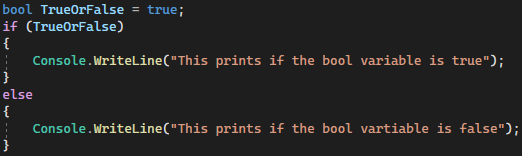 bool TrueOrFalse = true;
if (TrueOrFalse)
{
    Console.WriteLine("This prints if the bool variable is true");
}
else
{
    Console.WriteLine("This prints if the bool vartiable is false");
}